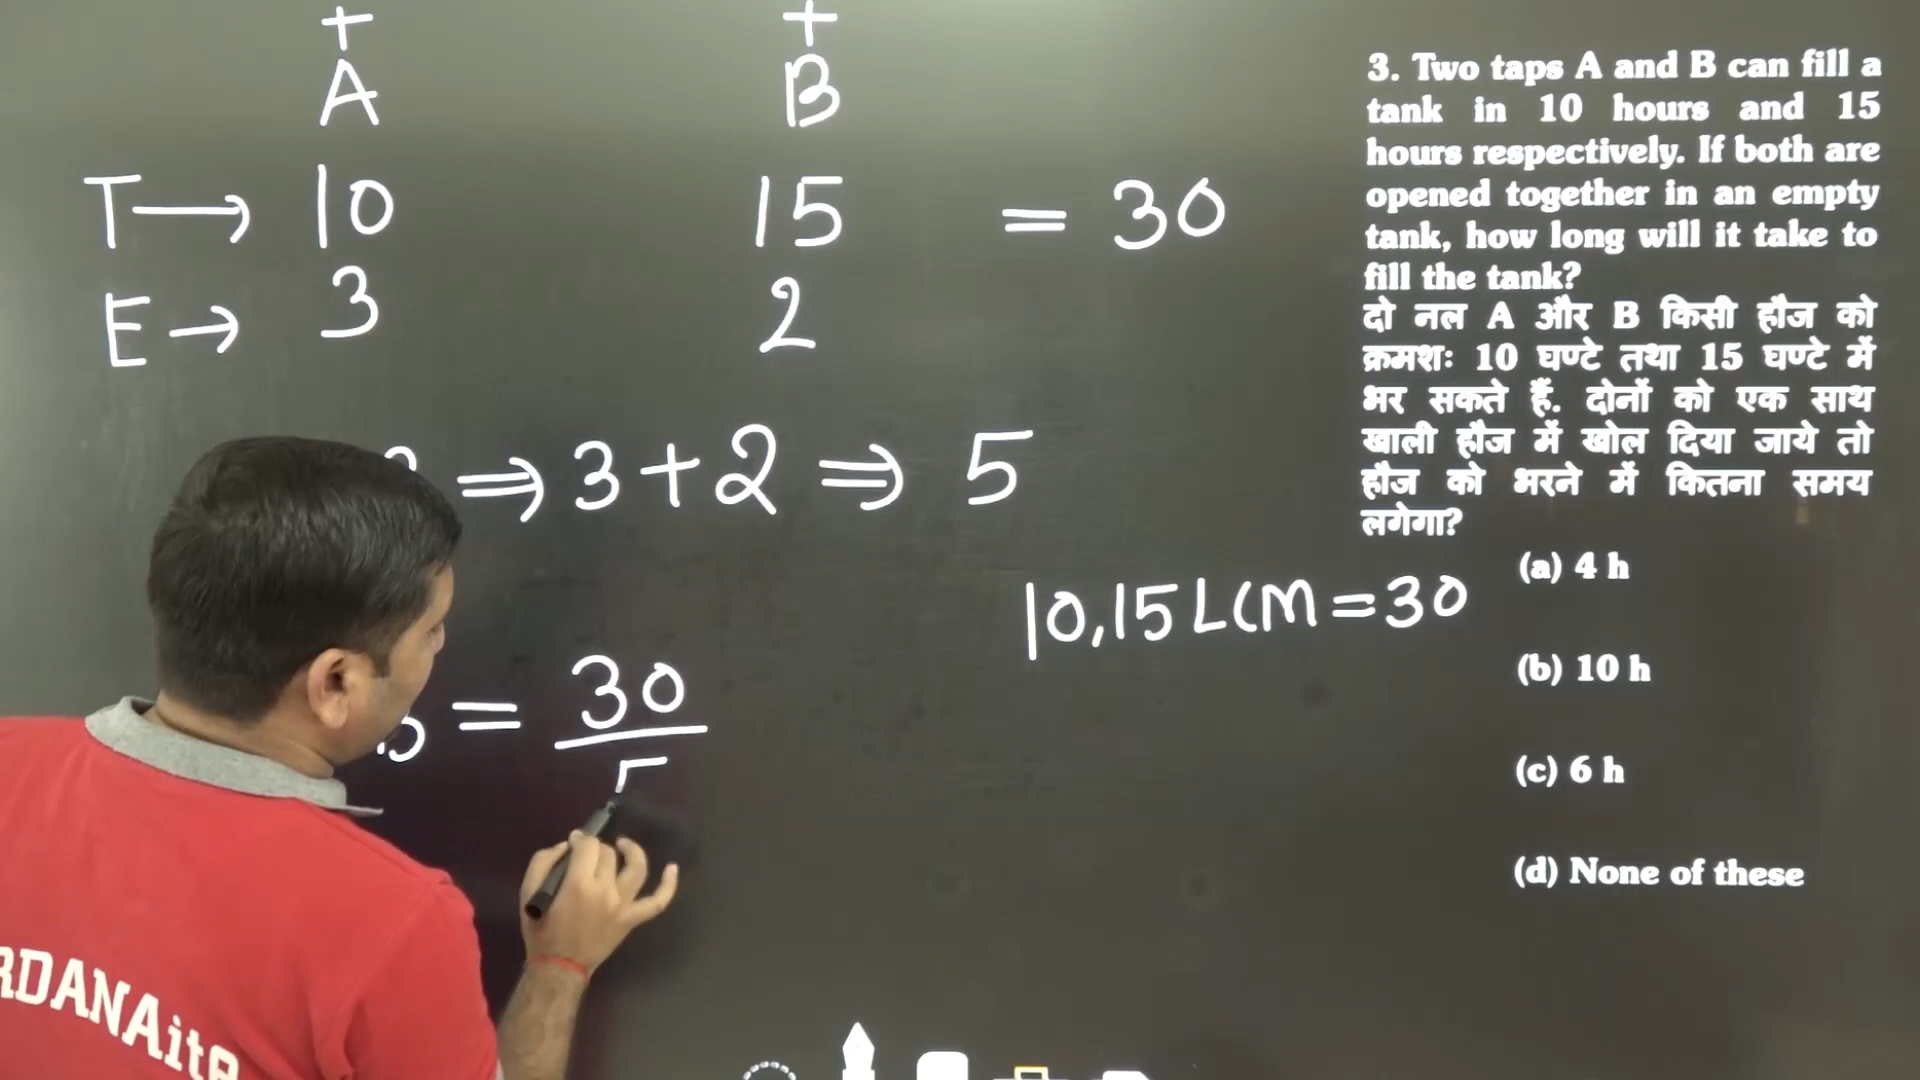 + +
A B
T→ 10 15 = 30
E→ 3 2
⇒ 3+2 ⇒ 5
10,15 LCM = 30
= 30
5
3. Two taps A and B can fill a
tank in 10 hours and 15
hours respectively. If both are
opened together in an empty
tank, how long will it take to
fill the tank?
दो नल A और B किसी हौज को
क्रमशः 10 घण्टे तथा 15 घण्टे में
भर सकते हैं. दोनों को एक साथ
खाली हौज में खोल दिया जाये तो
हौज को भरने में कितना समय
लगेगा?
(a) 4 h
(b) 10 h
(c) 6 h
(d) None of these